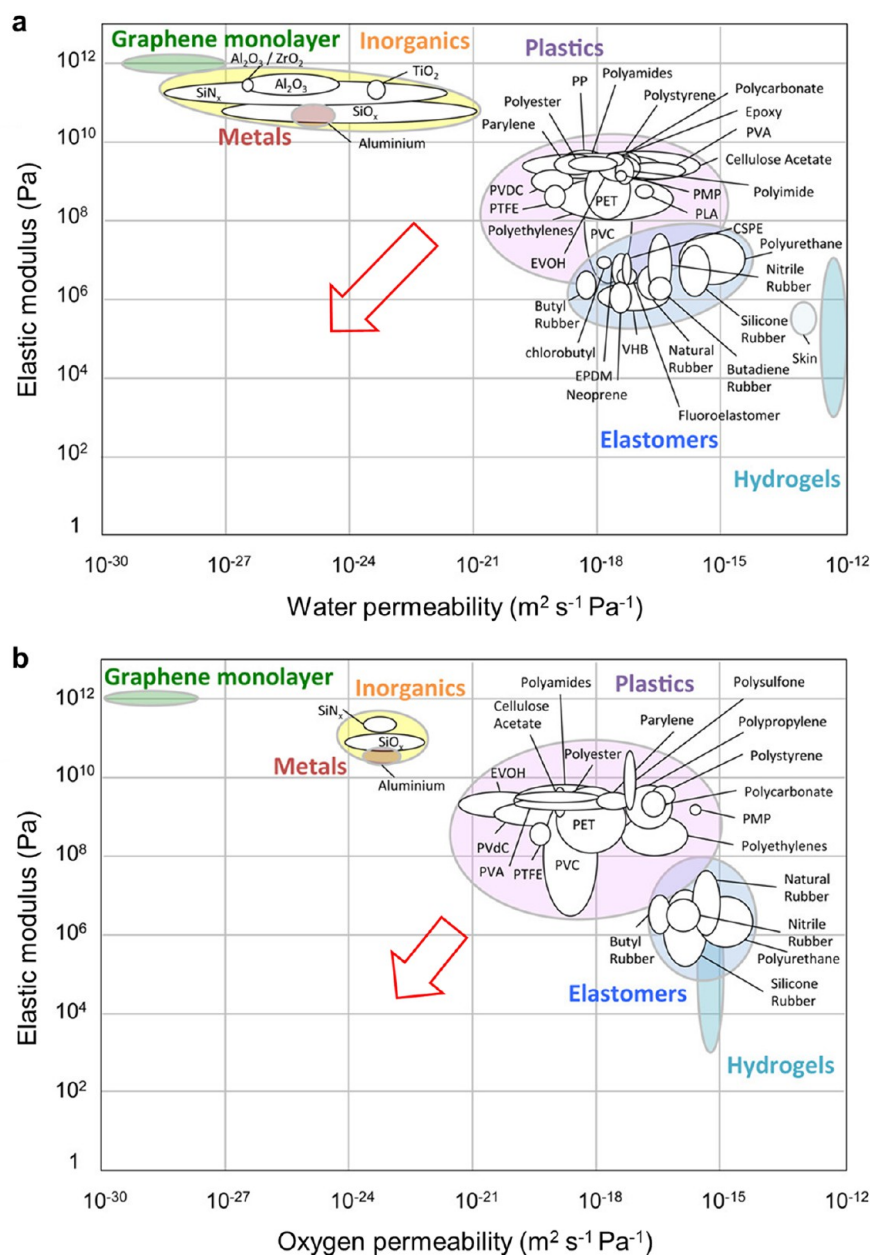 a
Graphene monolayer
Inorganics
Plastics
Al₂O₃ / ZrO₂
TiO₂
SiNₓ
Al₂O₃
SiOₓ
Metals
Aluminium
PP
Polyamides
Polyester
Polystyrene
Parylene
Polycarbonate
Epoxy
PVA
Cellulose Acetate
PVDC
PTFE
PET
PMP
Polyimide
PLA
Polyethylenes
PVC
CSPE
Polyurethane
EVOH
Nitrile
Rubber
Butyl
Rubber
Silicone
Rubber
Skin
chlorobutyl
VHB
Natural
Rubber
Butadiene
Rubber
EPDM
Neoprene
Fluoroelastomer
Elastomers
Hydrogels
Elastic modulus (Pa)
10¹²
10¹⁰
10⁸
10⁶
10⁴
10²
1
10⁻³⁰ 10⁻²⁷ 10⁻²⁴ 10⁻²¹ 10⁻¹⁸ 10⁻¹⁵ 10⁻¹²
Water permeability (m² s⁻¹ Pa⁻¹)
b
Graphene monolayer
Inorganics
Plastics
SiNₓ
SiOₓ
Metals
Aluminium
Polyamides
Cellulose
Acetate
Polyester
Parylene
Polysulfone
Polypropylene
Polystyrene
EVOH
Polycarbonate
PMP
PET
PVdC
PVA
PTFE
PVC
Polyethylenes
Natural
Rubber
Nitrile
Rubber
Butyl
Rubber
Polyurethane
Silicone
Rubber
Elastomers
Hydrogels
Elastic modulus (Pa)
10¹²
10¹⁰
10⁸
10⁶
10⁴
10²
1
10⁻³⁰ 10⁻²⁷ 10⁻²⁴ 10⁻²¹ 10⁻¹⁸ 10⁻¹⁵ 10⁻¹²
Oxygen permeability (m² s⁻¹ Pa⁻¹)